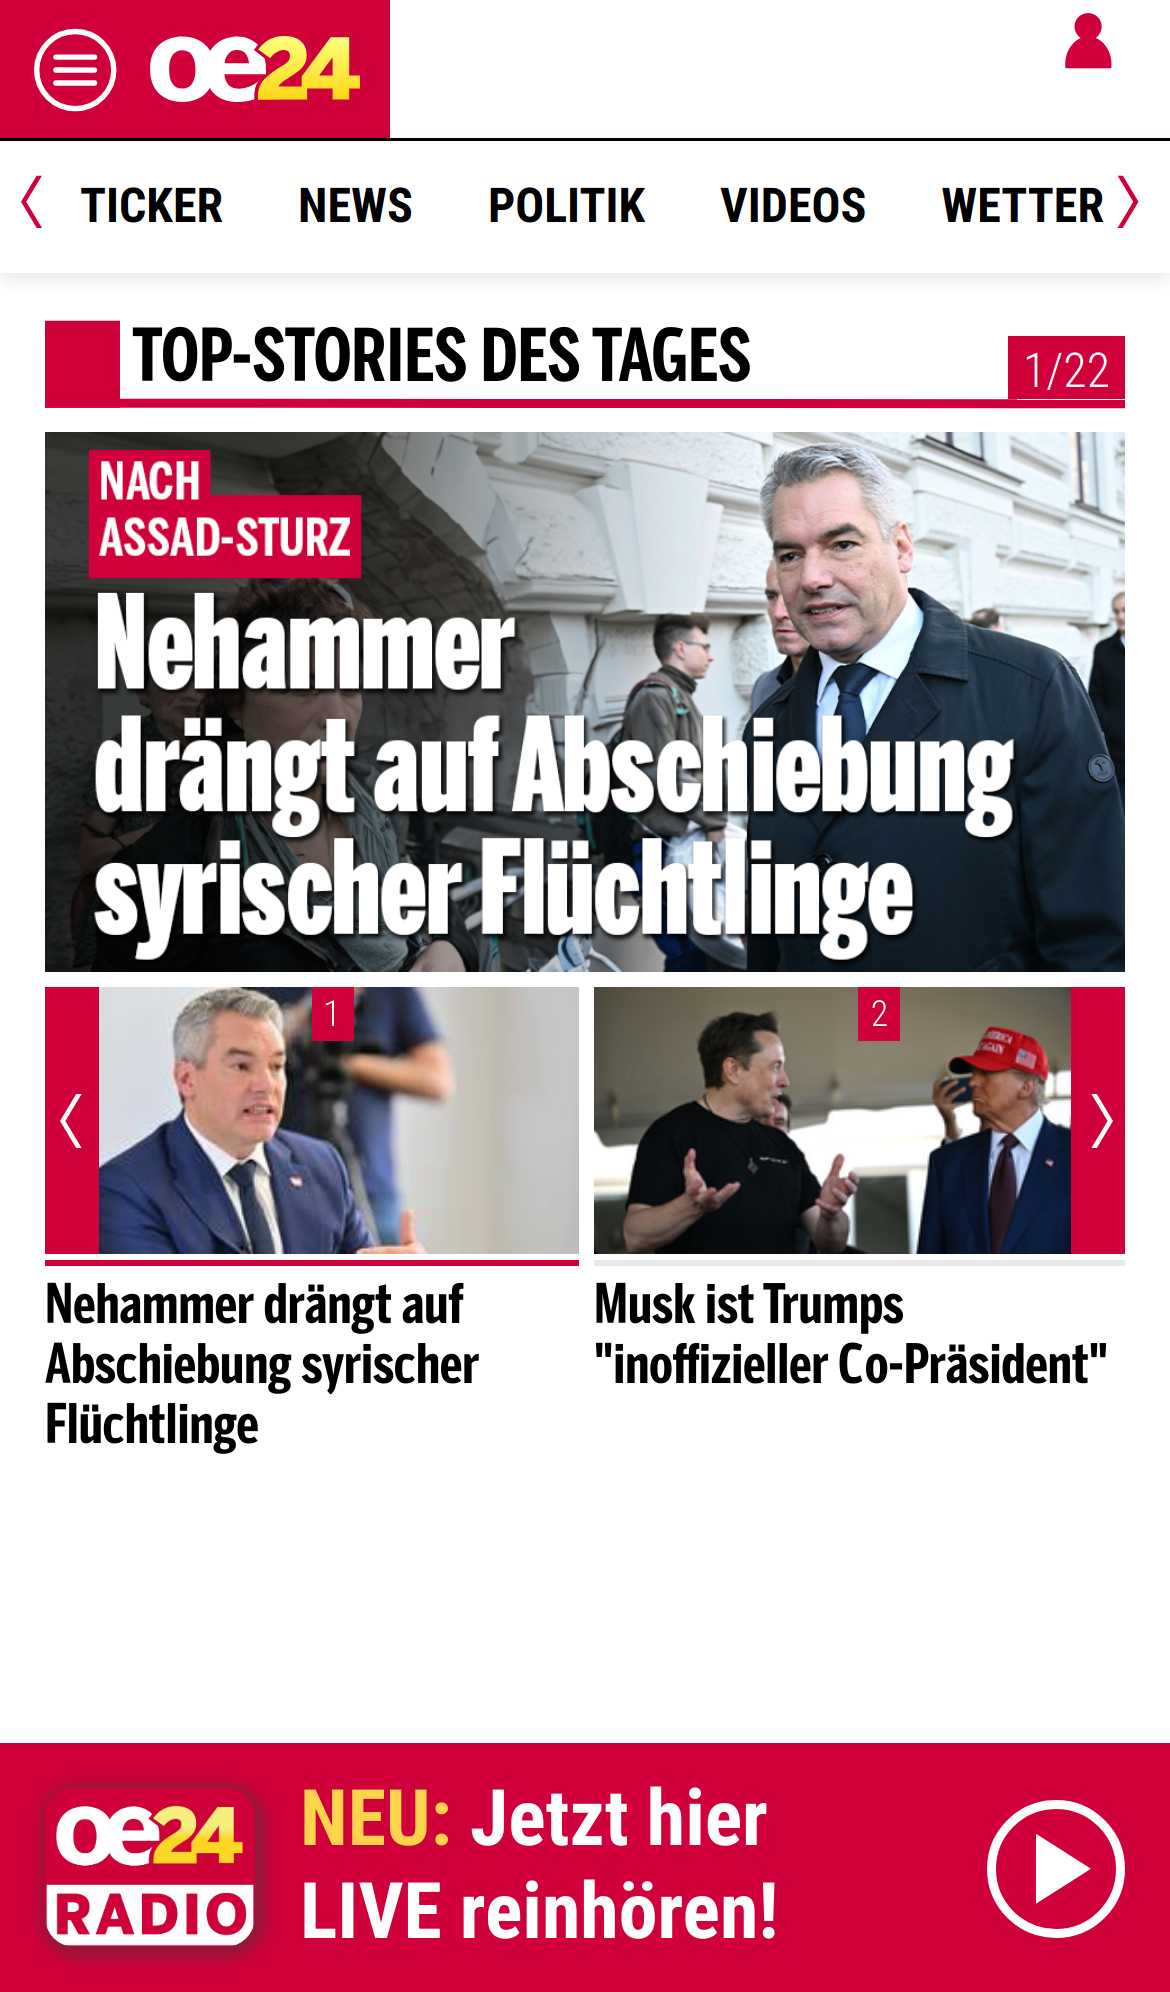 oe24
TICKER NEWS POLITIK VIDEOS WETTER
TOP-STORIES DES TAGES
1/22
NACH
ASSAD-STURZ
Nehammer
drängt auf Abschiebung
syrischer Flüchtlinge
1
2
Nehammer drängt auf
Abschiebung syrischer
Flüchtlinge
Musk ist Trumps
"inoffizieller Co-Präsident"
oe24
RADIO
NEU: Jetzt hier
LIVE reinhören!